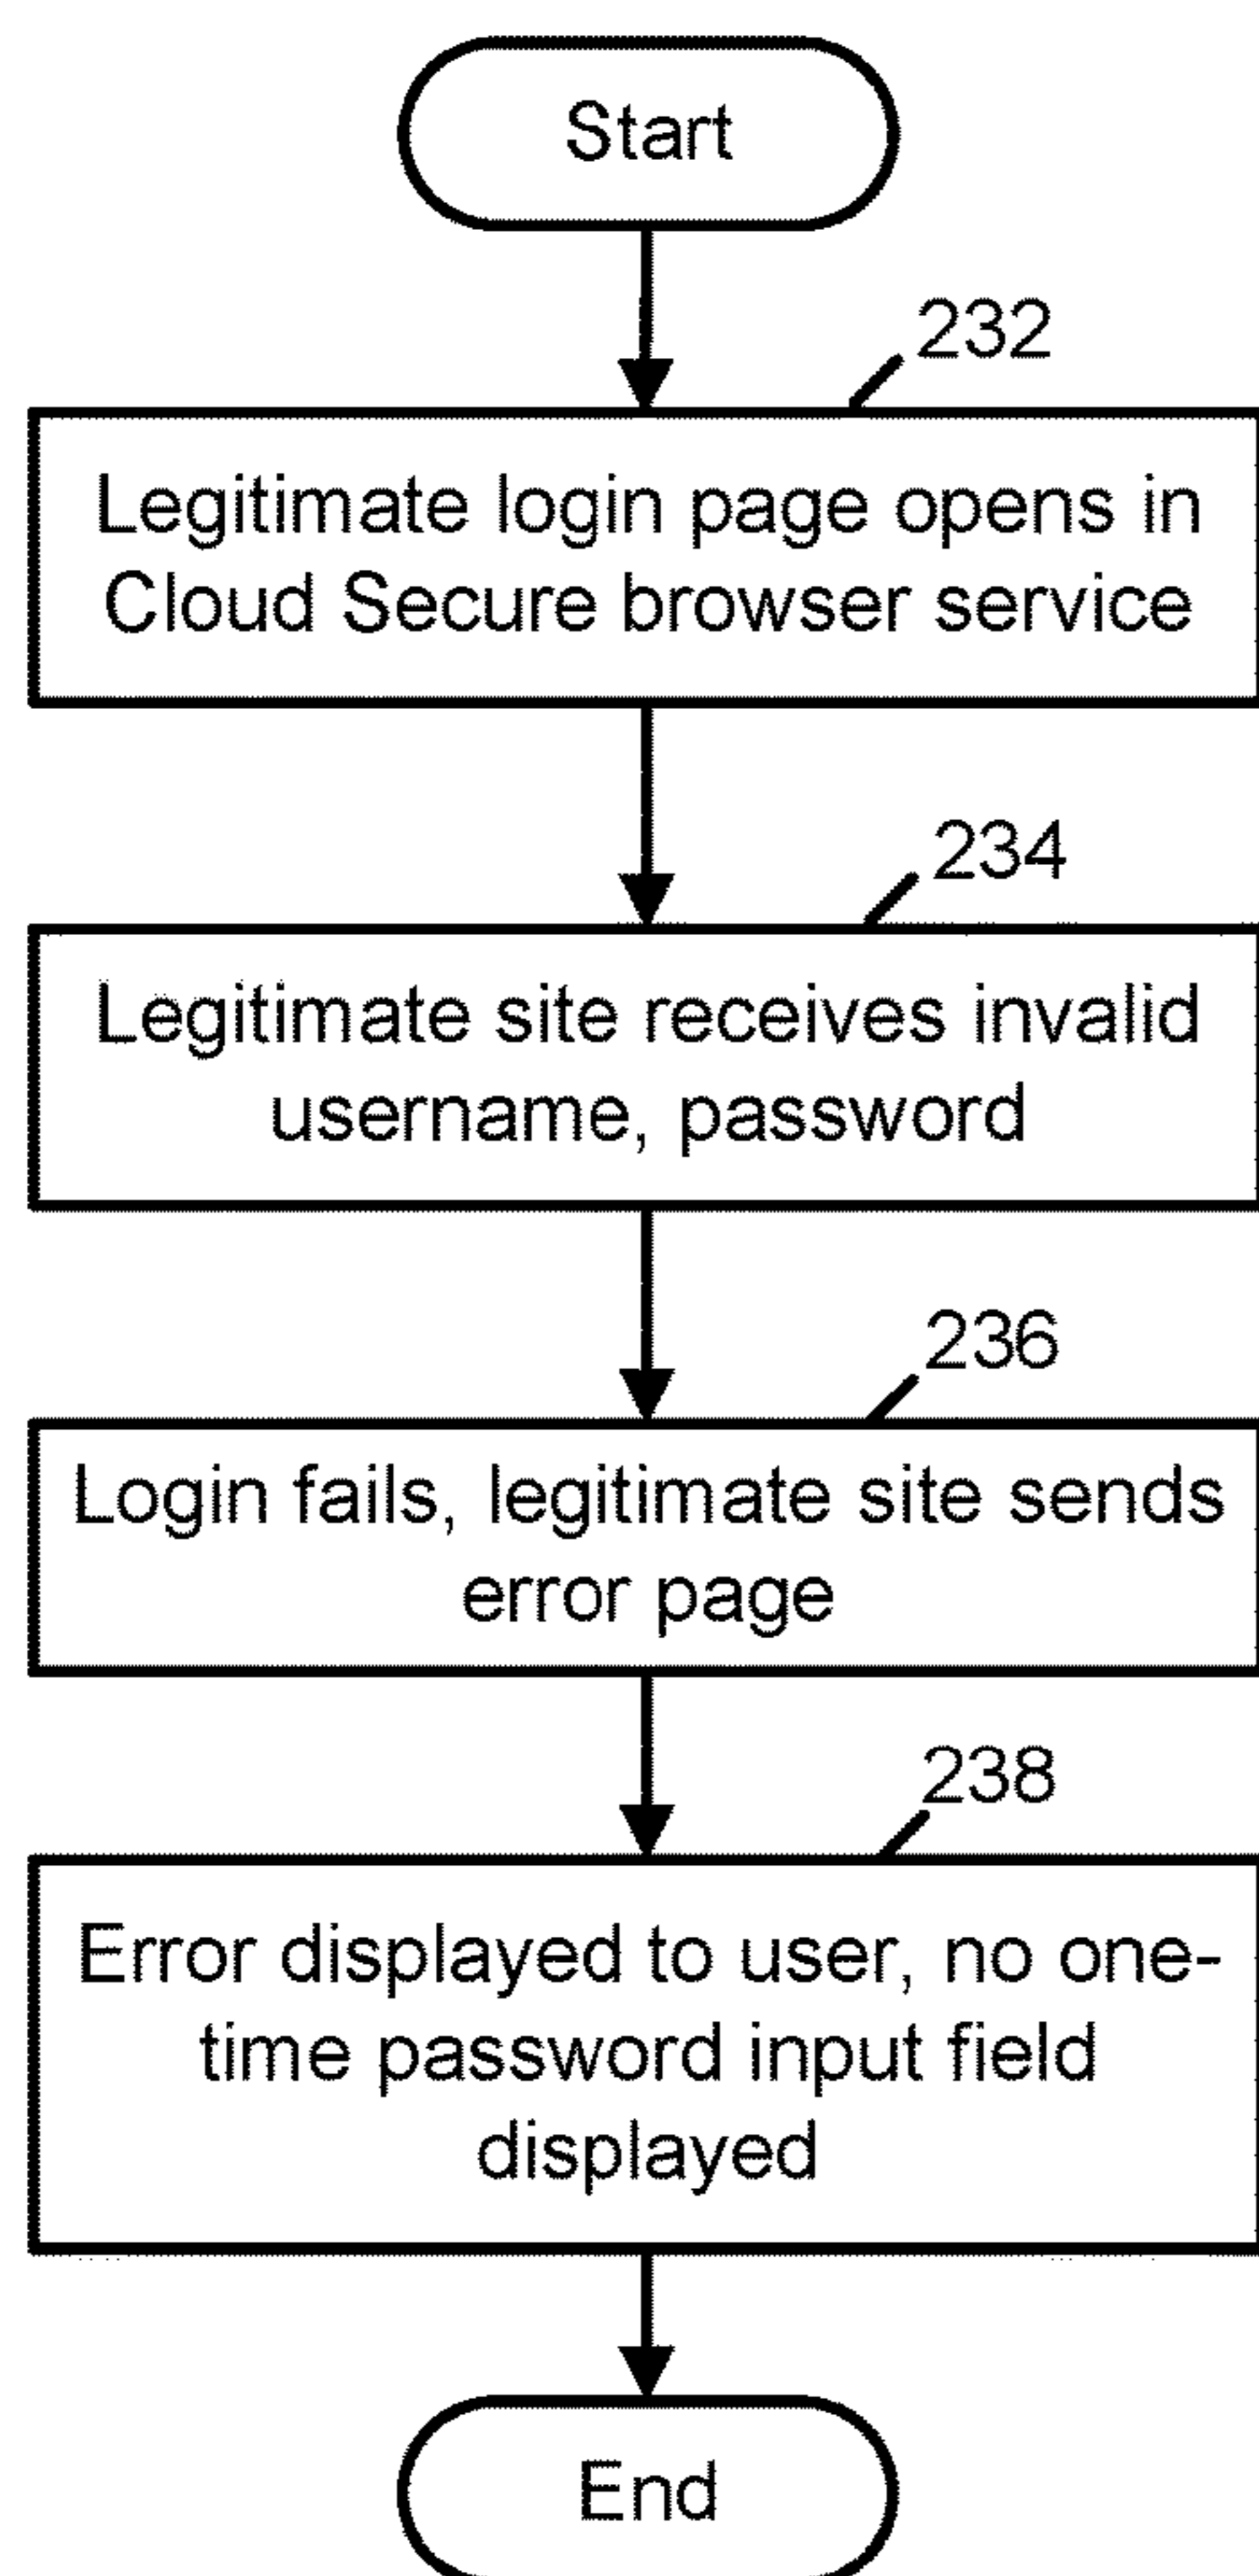 Start
232
Legitimate login page opens in
Cloud Secure browser service
234
Legitimate site receives invalid
username, password
236
Login fails, legitimate site sends
error page
238
Error displayed to user, no one-
time password input field
displayed
End